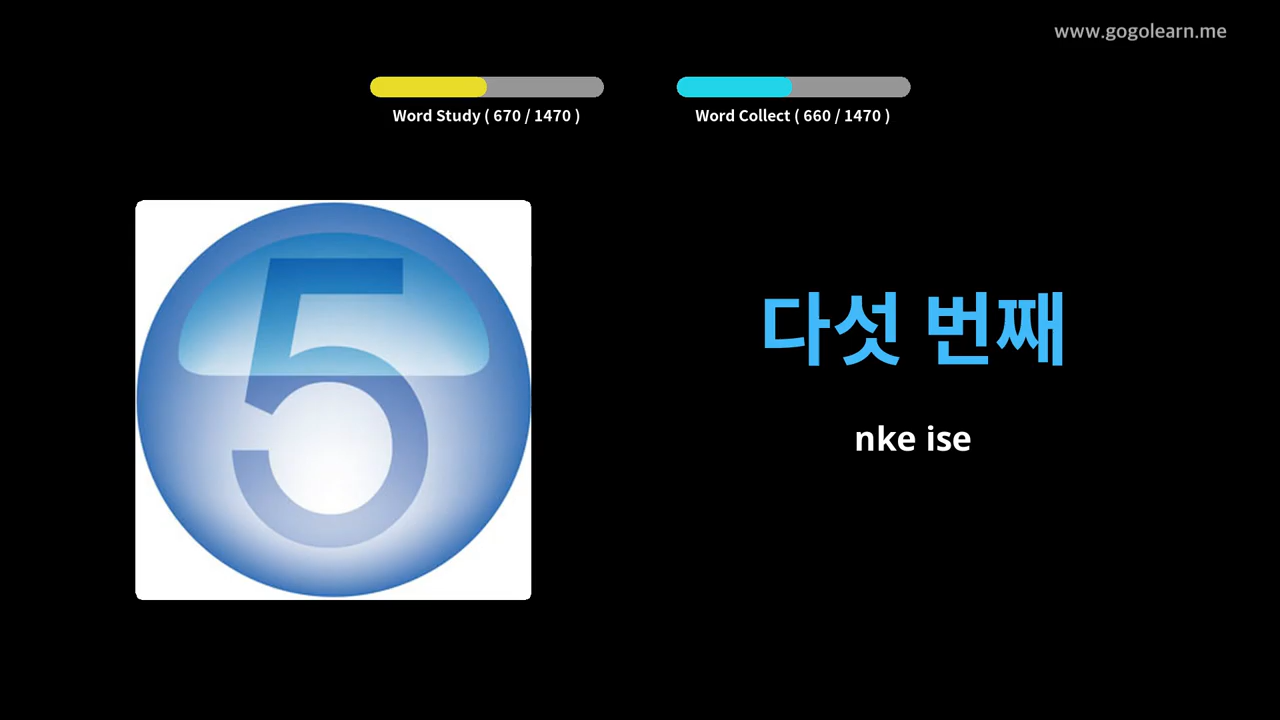 www.gogolearn.me
Word Study ( 670 / 1470 )
Word Collect ( 660 / 1470 )
5
다섯 번째
nke ise